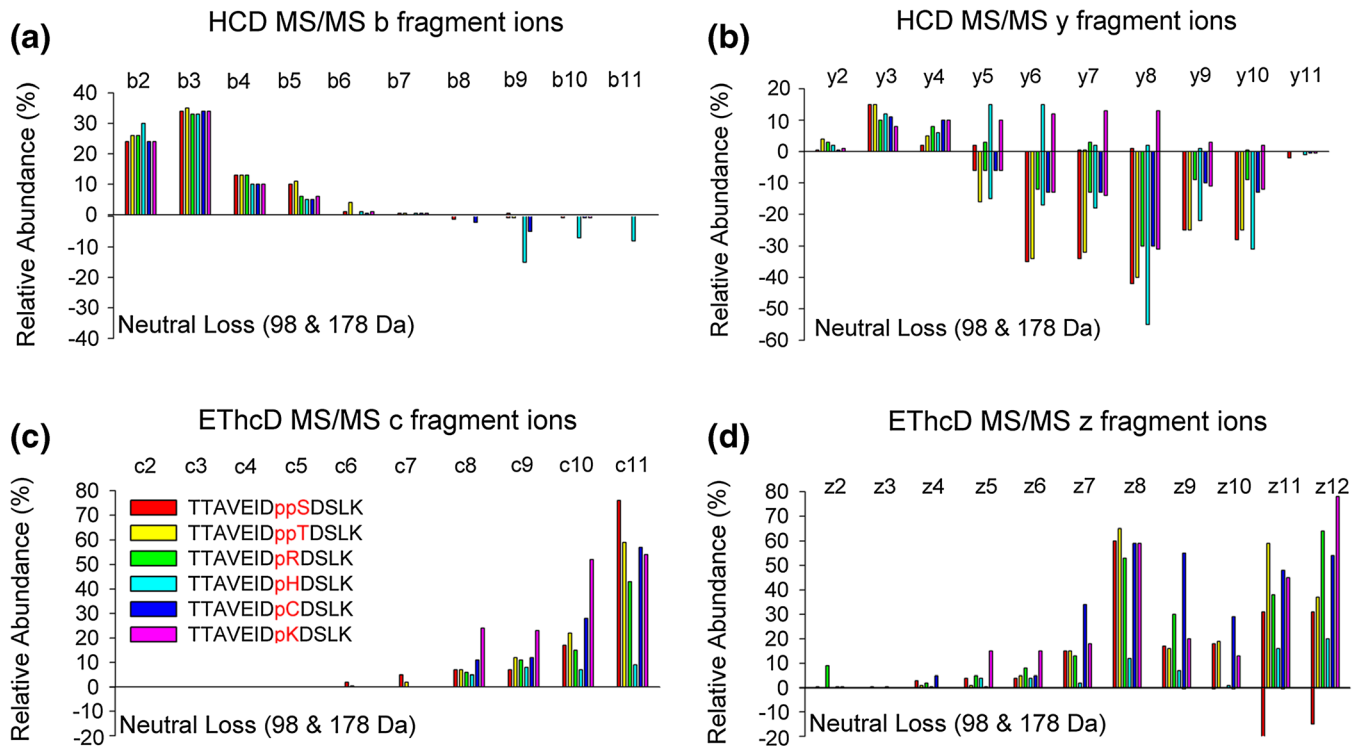 (a)
HCD MS/MS b fragment ions
b2 b3 b4 b5 b6 b7 b8 b9 b10 b11
Relative Abundance (%)
40
30
20
10
0
-10
-20
-30
-40
Neutral Loss (98 & 178 Da)
(b)
HCD MS/MS y fragment ions
y2 y3 y4 y5 y6 y7 y8 y9 y10 y11
Relative Abundance (%)
20
0
-10
-20
-30
-40
-50
-60
Neutral Loss (98 & 178 Da)
(c)
EThcD MS/MS c fragment ions
c2 c3 c4 c5 c6 c7 c8 c9 c10 c11
Relative Abundance (%)
80
70
60
50
40
30
20
10
0
-10
-20
TTAVEIDppSDSLK
TTAVEIDppTDSLK
TTAVEIDpRDSLK
TTAVEIDpHDSLK
TTAVEIDpCDSLK
TTAVEIDpKDSLK
Neutral Loss (98 & 178 Da)
(d)
EThcD MS/MS z fragment ions
z2 z3 z4 z5 z6 z7 z8 z9 z10 z11 z12
Relative Abundance (%)
80
70
60
50
40
30
20
10
0
-10
-20
Neutral Loss (98 & 178 Da)